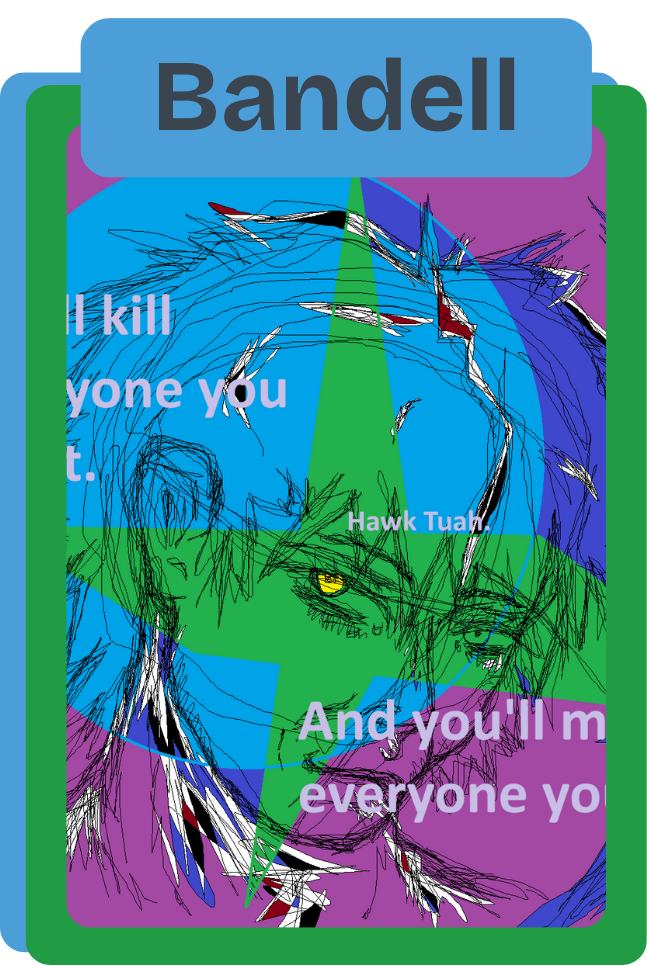 Bandell
ll kill
yone you
t.
Hawk Tuah.
And you'll m
everyone you